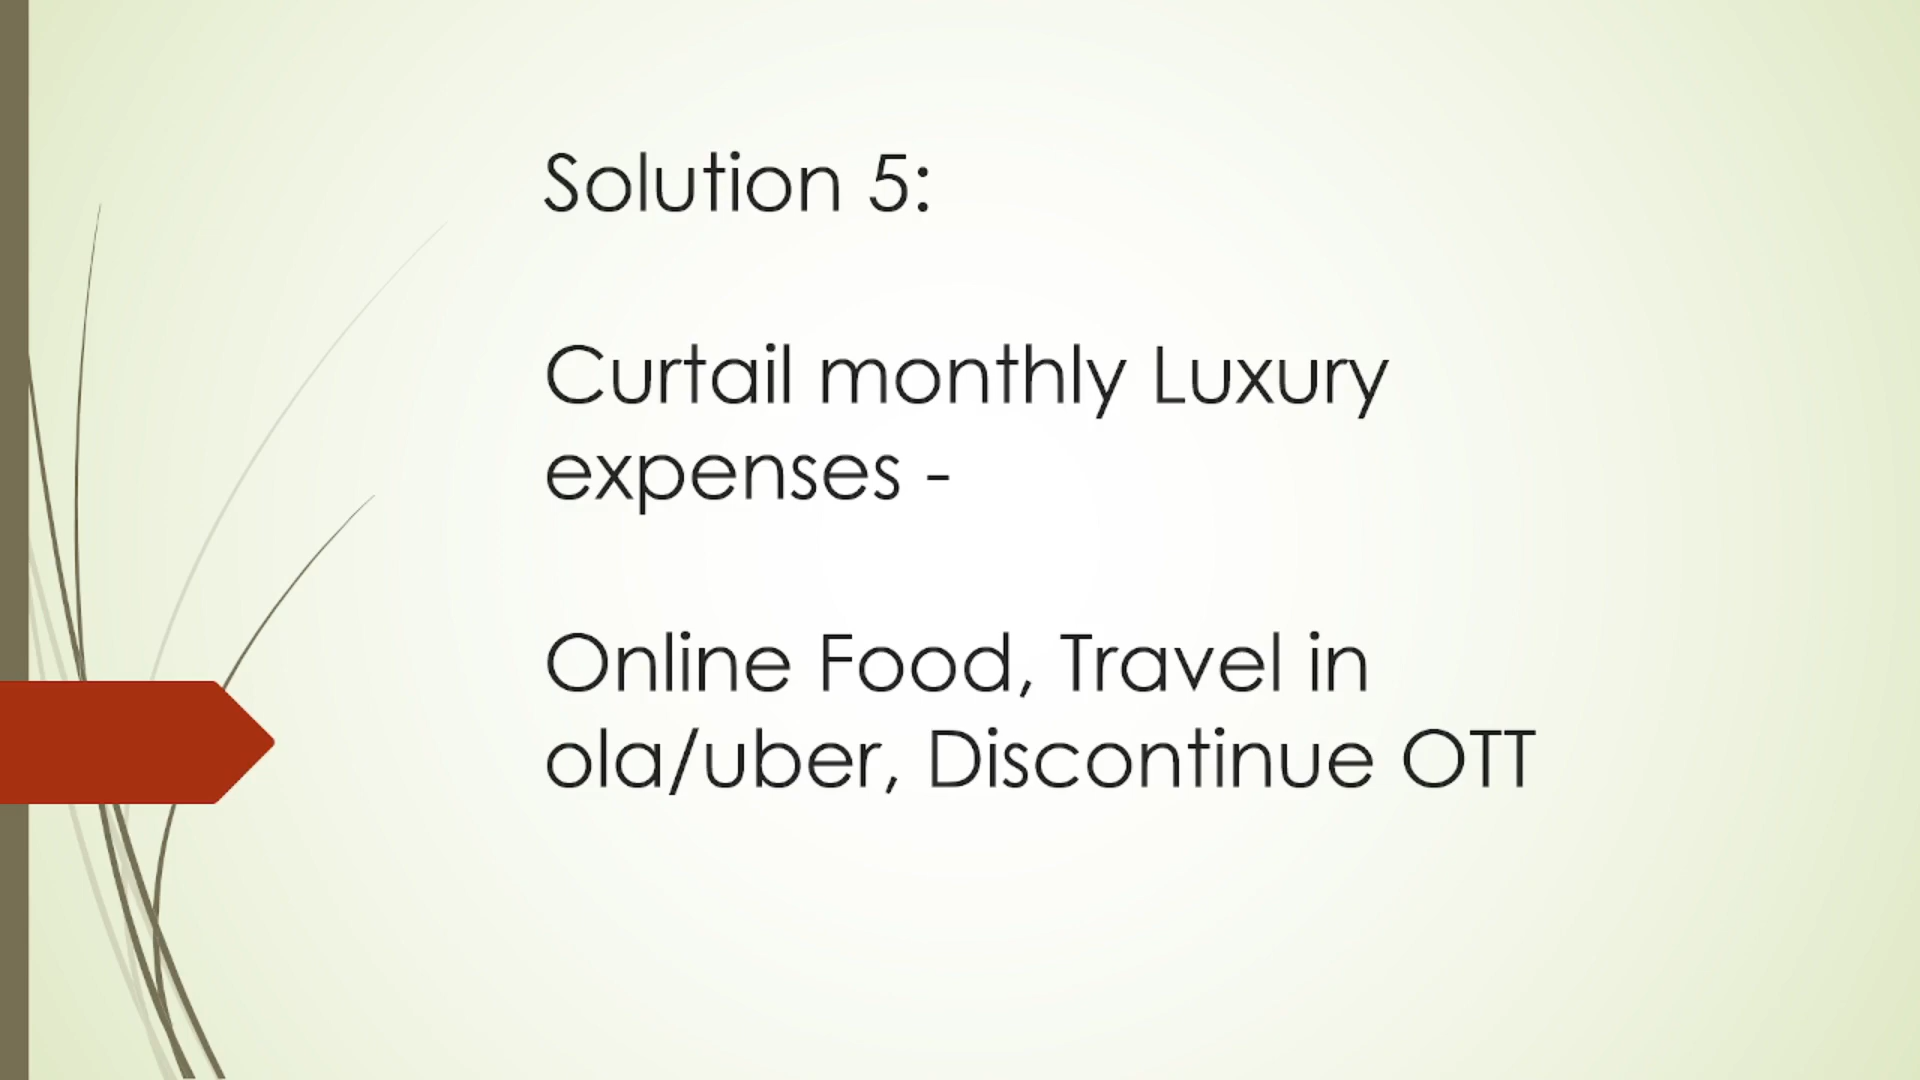 Solution 5:
Curtail monthly Luxury
expenses -
Online Food, Travel in
ola/uber, Discontinue OTT